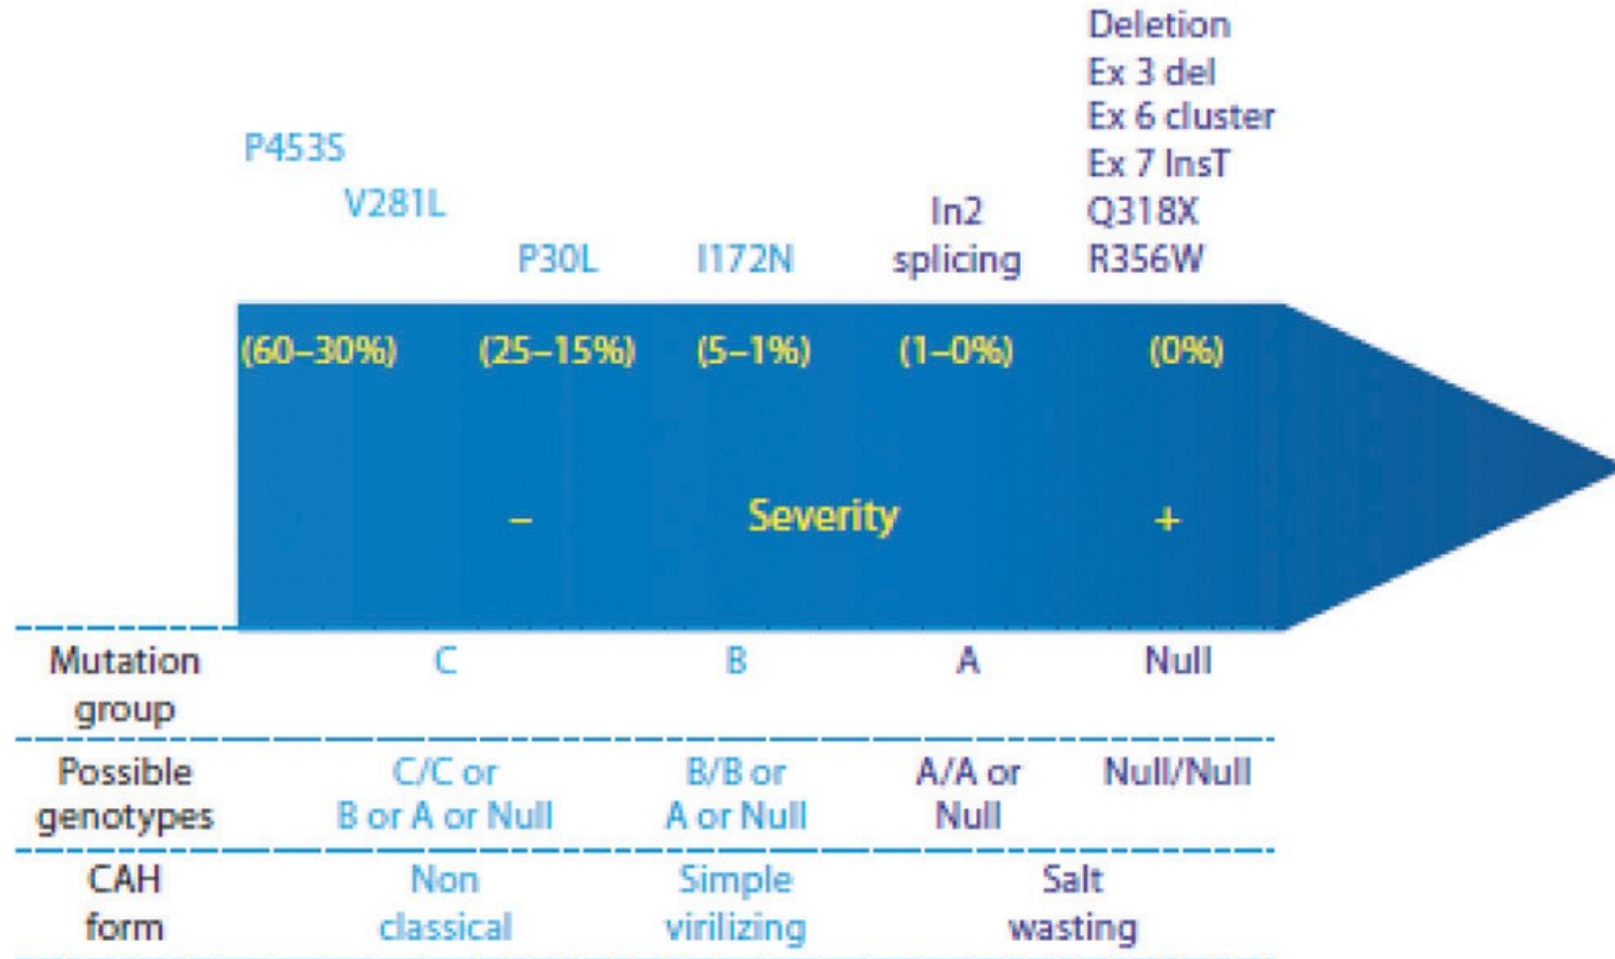 Deletion
Ex 3 del
Ex 6 cluster
P453S
Ex 7 InsT
V281L
In2
Q318X
P30L
I172N
splicing
R356W
(60–30%)
(25–15%)
(5–1%)
(1–0%)
(0%)
–
Severity
+
Mutation
group
C
B
A
Null
Possible
genotypes
C/C or
B or A or Null
B/B or
A or Null
A/A or
Null
Null/Null
CAH
form
Non
classical
Simple
virilizing
Salt
wasting